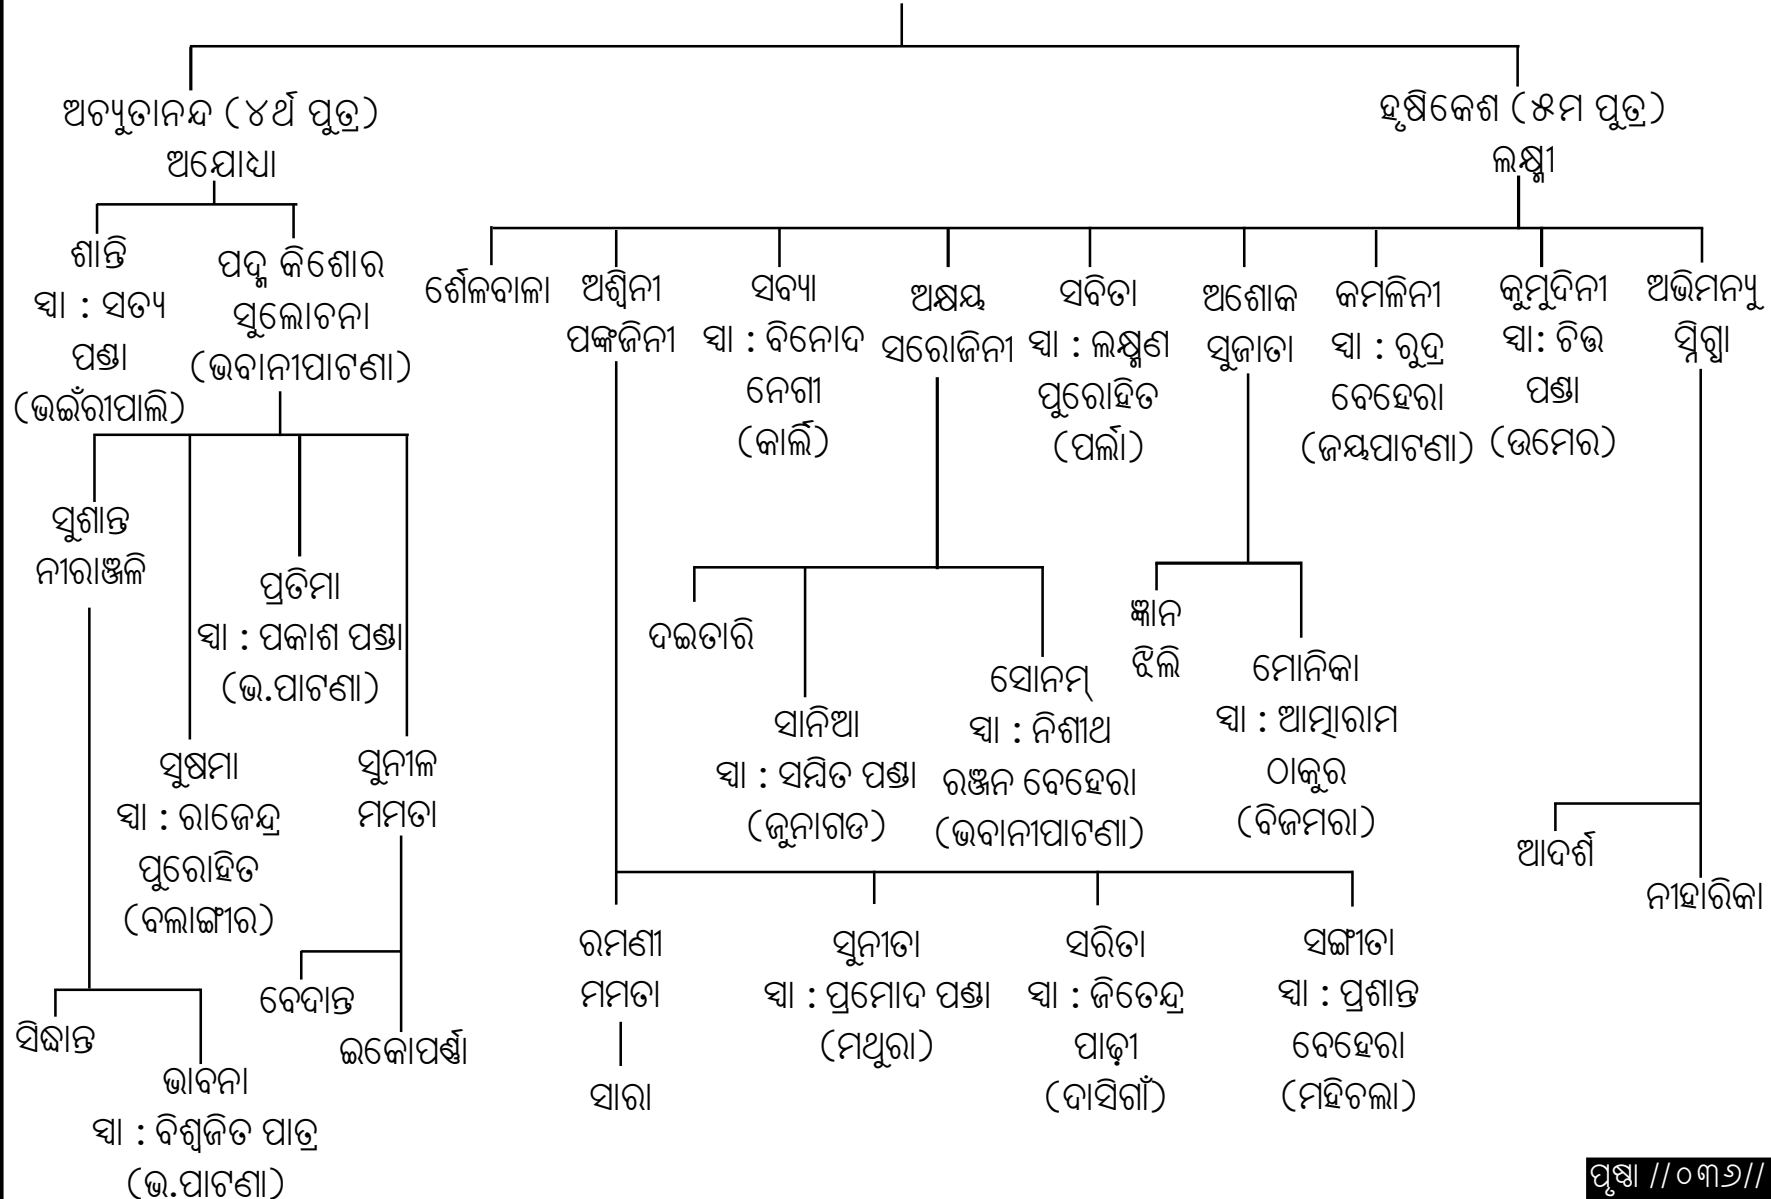 ଅଚ୍ୟୁତାନନ୍ଦ (୪ର୍ଥ ପୁତ୍ର)
ଅଯୋଧ୍ୟା
ହୃଷିକେଶ (୫ମ ପୁତ୍ର)
ଲକ୍ଷ୍ମୀ
ଶାନ୍ତି
ସ୍ୱା : ସତ୍ୟ
ପଣ୍ଡା
(ଭଇଁରୀପାଲି)
ପଦ୍ମ କିଶୋର
ସୁଲୋଚନା
(ଭବାନୀପାଟଣା)
ଶୈଳବାଳା
ଅଶ୍ୱିନୀ
ପଙ୍କଜିନୀ
ସବ୍ୟା
ସ୍ୱା : ବିନୋଦ
ନେଗୀ
(କାର୍ଲି)
ଅକ୍ଷୟ
ସରୋଜିନୀ
ସବିତା
ସ୍ୱା : ଲକ୍ଷ୍ମଣ
ପୁରୋହିତ
(ପର୍ଲା)
ଅଶୋକ
ସୁଜାତା
କମଳିନୀ
ସ୍ୱା : ରୁଦ୍ର
ବେହେରା
(ଜୟପାଟଣା)
କୁମୁଦିନୀ
ସ୍ୱା: ଚିତ୍ତ
ପଣ୍ଡା
(ଉମେର)
ଅଭିମନ୍ୟୁ
ସ୍ନିଗ୍ଧା
ସୁଶାନ୍ତ
ନୀରାଞ୍ଜଳି
ପ୍ରତିମା
ସ୍ୱା : ପକାଶ ପଣ୍ଡା
(ଭ.ପାଟଣା)
ସୁଷମା
ସ୍ୱା : ରାଜେନ୍ଦ୍ର
ପୁରୋହିତ
(ବଲାଙ୍ଗୀର)
ସୁନୀଳ
ମମତା
ଦଇତାରି
ସାନିଆ
ସ୍ୱା : ସମ୍ବିତ ପଣ୍ଡା
(ଜୁନାଗଡ)
ସୋନମ୍
ସ୍ୱା : ନିଶୀଥ
ରଞ୍ଜନ ବେହେରା
(ଭବାନୀପାଟଣା)
ଜ୍ଞାନ
ଝିଲି
ମୋନିକା
ସ୍ୱା : ଆତ୍ମାରାମ
ଠାକୁର
(ବିଜମରା)
ଆଦର୍ଶ
ନୀହାରିକା
ସିଦ୍ଧାନ୍ତ
ଭାବନା
ସ୍ୱା : ବିଶ୍ୱଜିତ ପାତ୍ର
(ଭ.ପାଟଣା)
ବେଦାନ୍ତ
ଇକୋପର୍ଣ୍ଣା
ରମଣୀ
ମମତା
ସାରା
ସୁନୀତା
ସ୍ୱା : ପ୍ରମୋଦ ପଣ୍ଡା
(ମଥୁରା)
ସରିତା
ସ୍ୱା : ଜିତେନ୍ଦ୍ର
ପାଢ଼ୀ
(ଦାସିଗାଁ)
ସଙ୍ଗୀତା
ସ୍ୱା : ପ୍ରଶାନ୍ତ
ବେହେରା
(ମହିଚଲା)
ପୃଷ୍ଠା //୦୩୬//